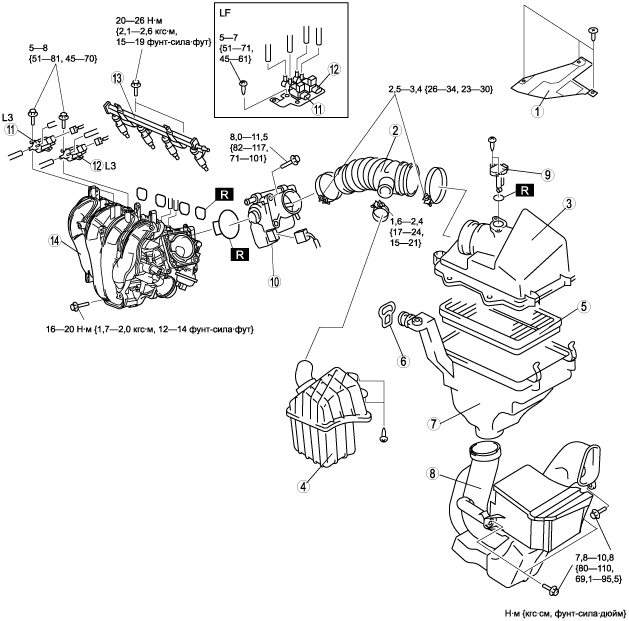 20—26 Н·м
{2,1—2,6 кгс·м,
15—19 фунт-сила·фут}
LF
5—7
{51—71,
45—61}
12
11
5—8
{51—81, 45—70}
13
L3
11
12 L3
1
2,5—3,4 {26—34, 23—30}
2
8,0—11,5
{82—117,
71—101}
9
R
3
R
R
1,6—2,4
{17—24,
15—21}
14
10
16—20 Н·м {1,7—2,0 кгс·м, 12—14 фунт-сила·фут}
5
6
7
4
8
7,8—10,8
{80—110,
69,1—95,5}
Н·м {кгс·см, фунт-сила·дюйм}